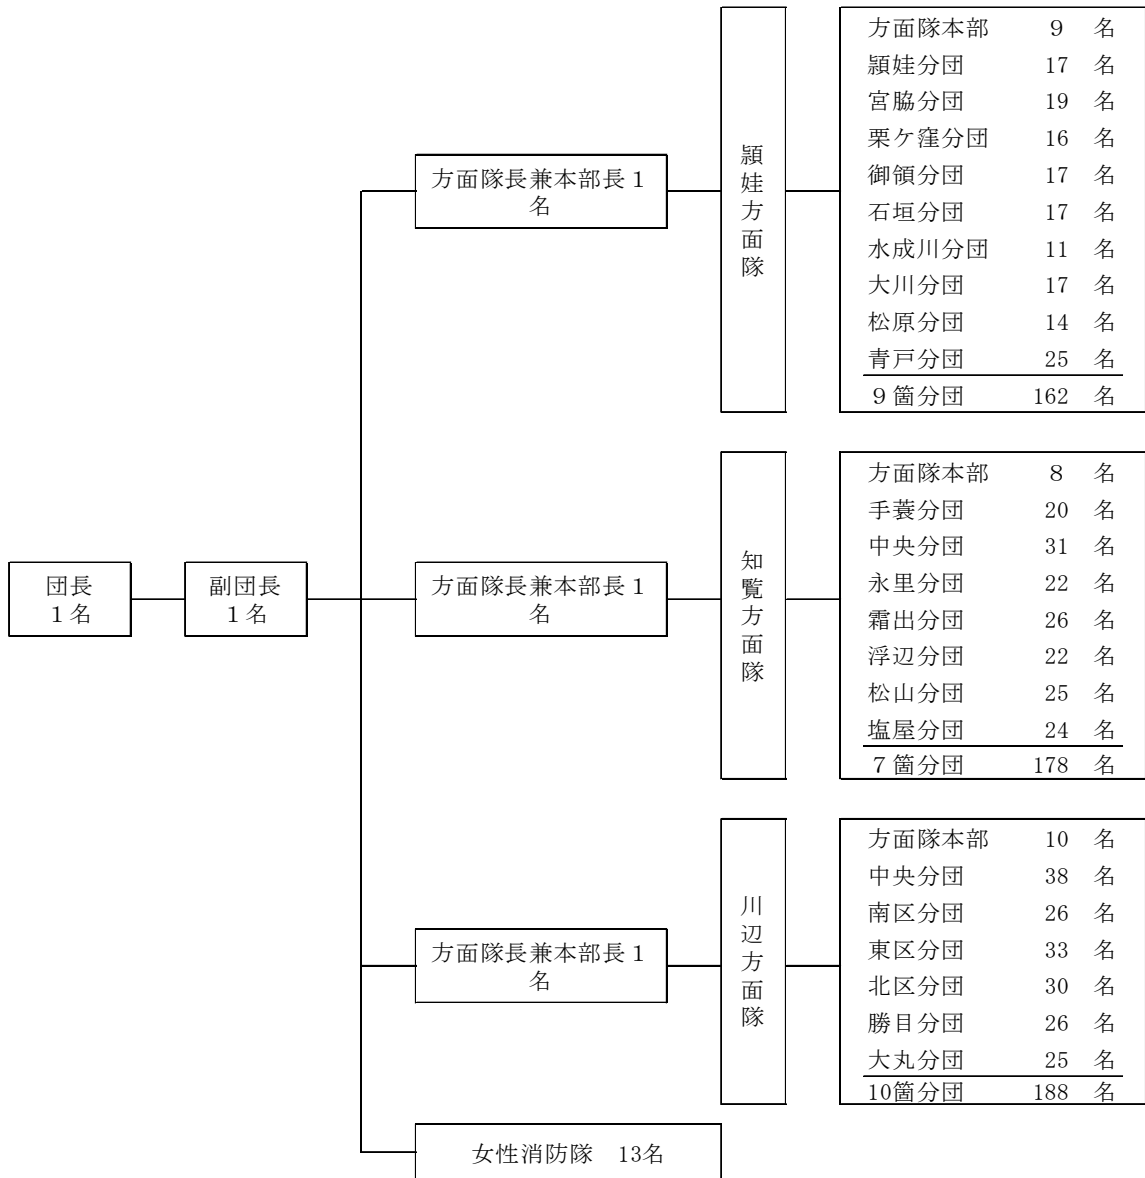 団長
１名
副団長
１名
方面隊長兼本部長１
名
頴娃方面隊
方面隊本部 9 名
頴娃分団 17 名
宮脇分団 19 名
栗ケ窪分団 16 名
御領分団 17 名
石垣分団 17 名
水成川分団 11 名
大川分団 17 名
松原分団 14 名
青戸分団 25 名
９箇分団 162 名
方面隊長兼本部長１
名
知覧方面隊
方面隊本部 8 名
手蓑分団 20 名
中央分団 31 名
永里分団 22 名
霜出分団 26 名
浮辺分団 22 名
松山分団 25 名
塩屋分団 24 名
７箇分団 178 名
方面隊長兼本部長１
名
川辺方面隊
方面隊本部 10 名
中央分団 38 名
南区分団 26 名
東区分団 33 名
北区分団 30 名
勝目分団 26 名
大丸分団 25 名
10箇分団 188 名
女性消防隊　13名